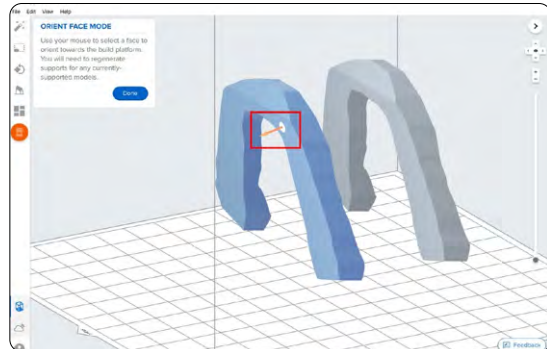 File Edit View Help
ORIENT FACE MODE
Use your mouse to select a face to
orient towards the build platform.
You will need to regenerate
supports for any currently-
supported models.
Done
Feedback